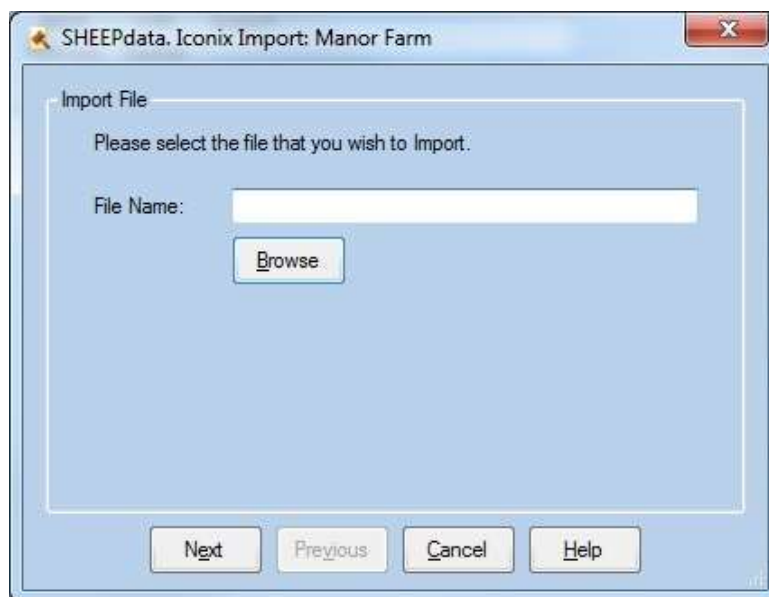 SHEEPdata. Iconix Import: Manor Farm
Import File
Please select the file that you wish to Import.
File Name:
Browse
Next Previous Cancel Help